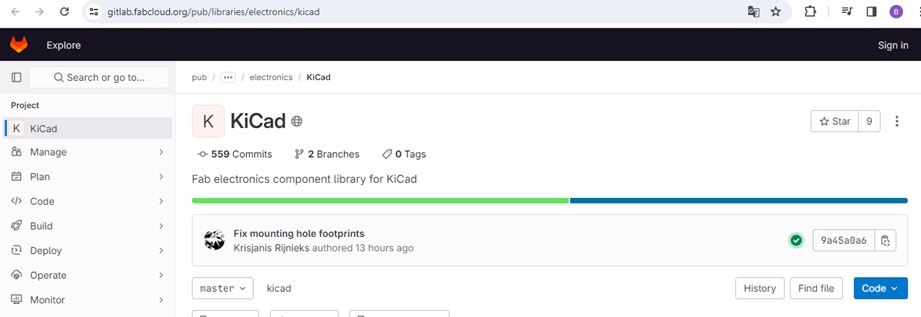 gitlab.fabcloud.org/pub/libraries/electronics/kicad
B
Explore
Sign in
Search or go to...
pub / ... / electronics / KiCad
Project
K KiCad
Manage
Plan
Code
Build
Deploy
Operate
Monitor
K KiCad
Star 9
559 Commits 2 Branches 0 Tags
Fab electronics component library for KiCad
Fix mounting hole footprints
Krisjanis Rijnieks authored 13 hours ago
9a45a0a6
master kicad History Find file Code